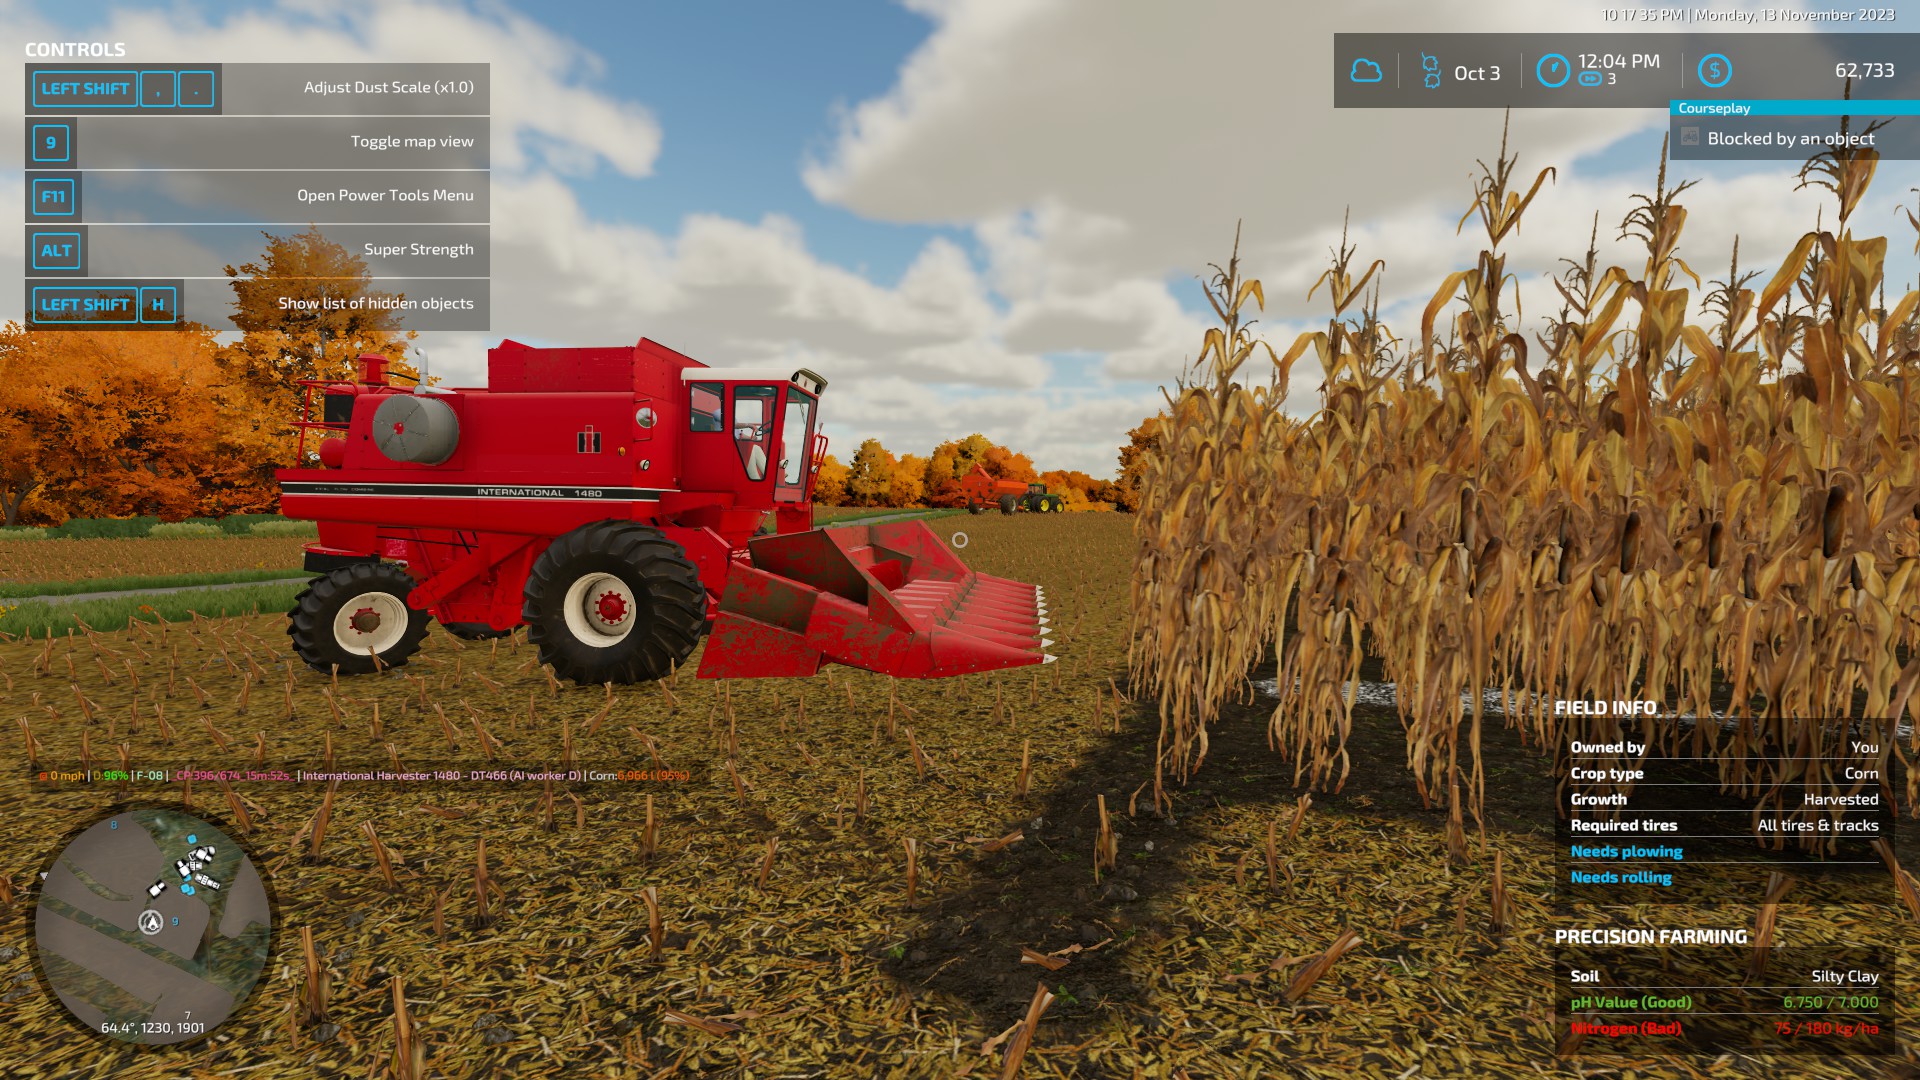 10 17 35 PM | Monday, 13 November 2023
CONTROLS
LEFT SHIFT , . Adjust Dust Scale (x1.0)
9 Toggle map view
F11 Open Power Tools Menu
ALT Super Strength
LEFT SHIFT H Show list of hidden objects
Oct 3
12:04 PM
3
$
62,733
Courseplay
Blocked by an object
INTERNATIONAL 1480
0 mph | D:96% | F-08 | CP:396/674_15m:52s | International Harvester 1480 - DT466 (AI worker D) | Corn:6,966 l (95%)
8
9
7
64.4°, 1230, 1901
FIELD INFO
Owned by You
Crop type Corn
Growth Harvested
Required tires All tires & tracks
Needs plowing
Needs rolling
PRECISION FARMING
Soil Silty Clay
pH Value (Good) 6.750 / 7.000
Nitrogen (Bad) 75 / 180 kg/ha